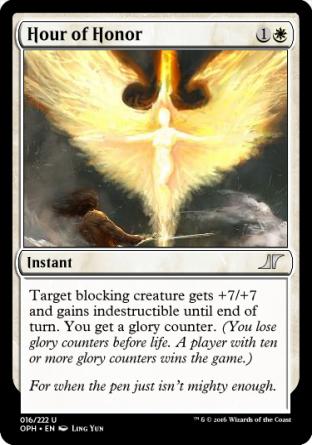 Hour of Honor 1
Instant
Target blocking creature gets +7/+7
and gains indestructible until end of
turn. You get a glory counter. (You lose
glory counters before life. A player with ten
or more glory counters wins the game.)
For when the pen just isn't mighty enough.
016/222 U
OPH • EN Ling Yun
™ & © 2016 Wizards of the Coast